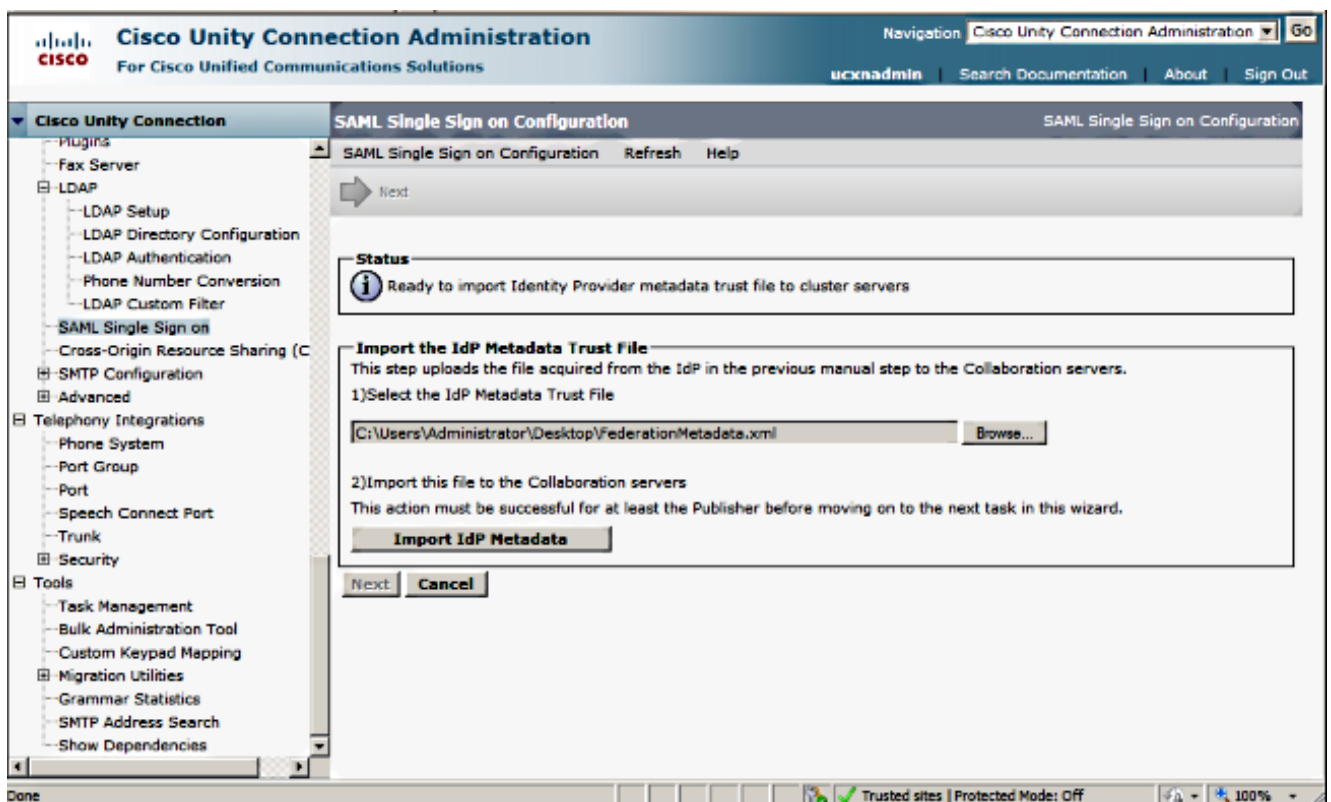 Cisco Unity Connection Administration
For Cisco Unified Communications Solutions
CISCO
Navigation Cisco Unity Connection Administration Go
ucxnadmin | Search Documentation | About | Sign Out
Cisco Unity Connection
Plugins
Fax Server
LDAP
LDAP Setup
LDAP Directory Configuration
LDAP Authentication
Phone Number Conversion
LDAP Custom Filter
SAML Single Sign on
Cross-Origin Resource Sharing (C
SMTP Configuration
Advanced
Telephony Integrations
Phone System
Port Group
Port
Speech Connect Port
Trunk
Security
Tools
Task Management
Bulk Administration Tool
Custom Keypad Mapping
Migration Utilities
Grammar Statistics
SMTP Address Search
Show Dependencies
SAML Single Sign on Configuration
SAML Single Sign on Configuration
SAML Single Sign on Configuration Refresh Help
Next
Status
Ready to import Identity Provider metadata trust file to cluster servers
Import the IdP Metadata Trust File
This step uploads the file acquired from the IdP in the previous manual step to the Collaboration servers.
1)Select the IdP Metadata Trust File
C:\Users\Administrator\Desktop\FederationMetadata.xml Browse...
2)Import this file to the Collaboration servers
This action must be successful for at least the Publisher before moving on to the next task in this wizard.
Import IdP Metadata
Next Cancel
Done
Trusted sites | Protected Mode: Off
100%